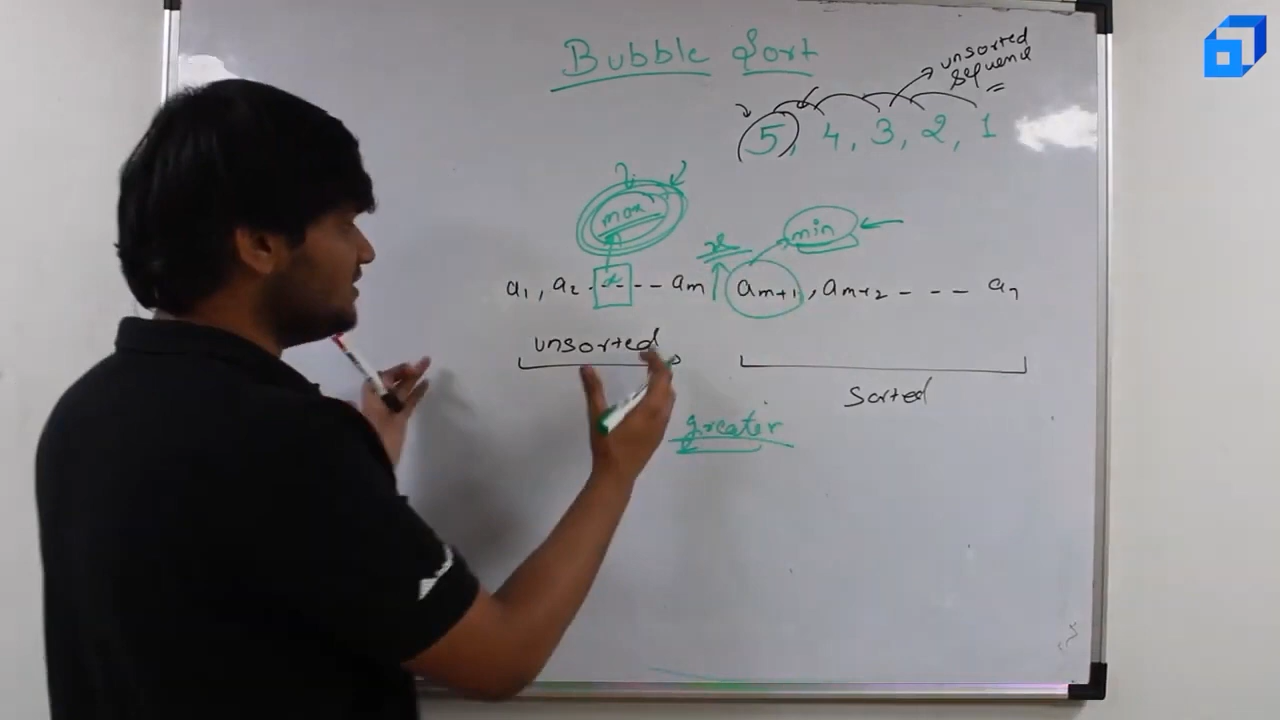 Bubble Sort
unsorted
sequence
5, 4, 3, 2, 1
max
min
x
a1, a2 - x - - am am+1, am+2 - - - an
unsorted
Sorted
greater